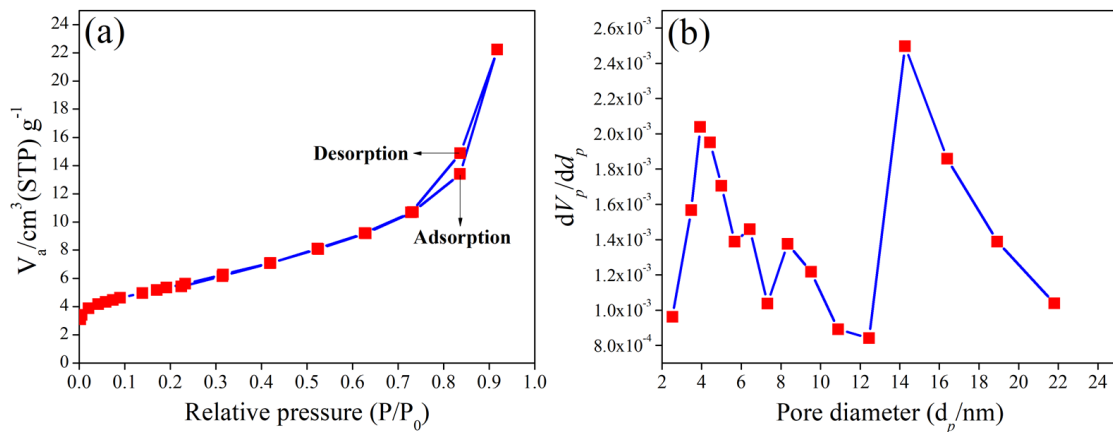 (a)
V_a/cm³(STP) g⁻¹
24
22
20
18
16
14
12
10
8
6
4
2
0
Desorption
Adsorption
0.0 0.1 0.2 0.3 0.4 0.5 0.6 0.7 0.8 0.9 1.0
Relative pressure (P/P₀)
(b)
dV_p/dd_p
2.6x10⁻³
2.4x10⁻³
2.2x10⁻³
2.0x10⁻³
1.8x10⁻³
1.6x10⁻³
1.4x10⁻³
1.2x10⁻³
1.0x10⁻³
8.0x10⁻⁴
2 4 6 8 10 12 14 16 18 20 22 24
Pore diameter (d_p/nm)